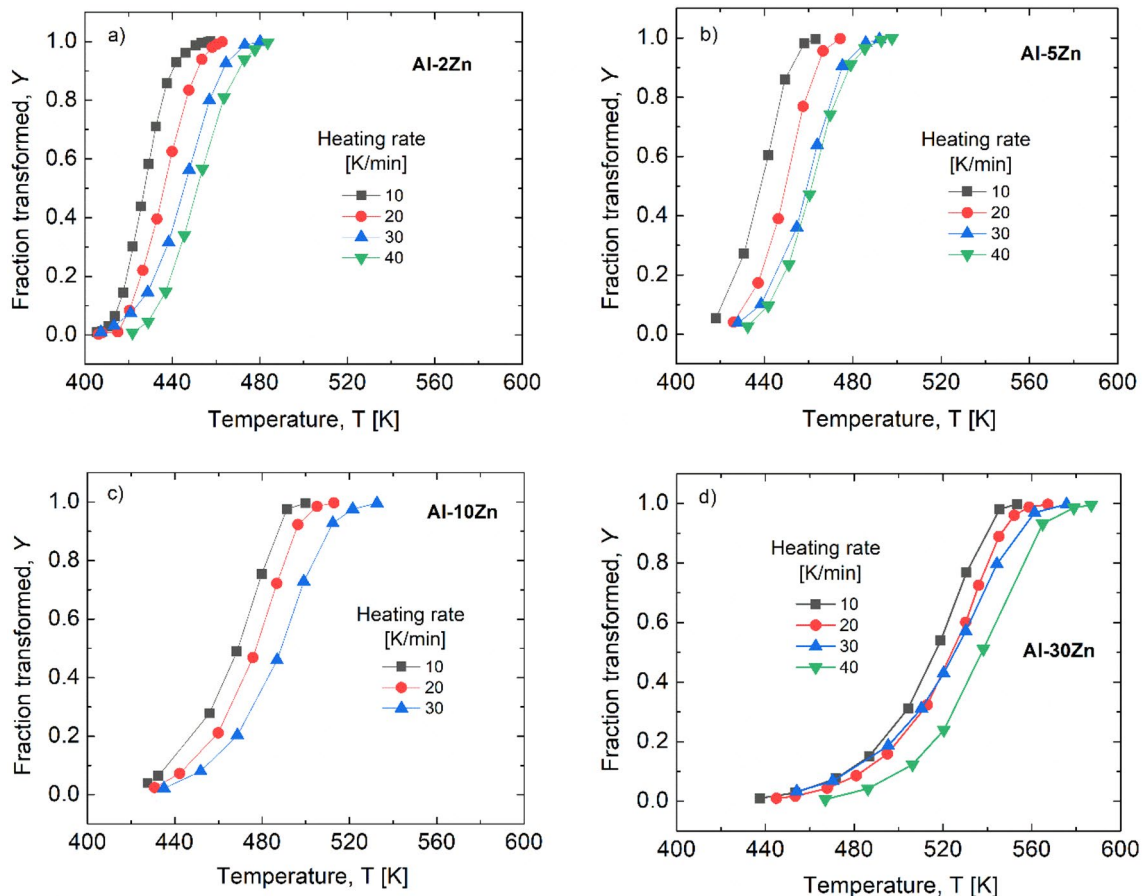 a)
Al-2Zn
Heating rate
[K/min]
10
20
30
40
Fraction transformed, Y
1.0
0.8
0.6
0.4
0.2
0.0
400 440 480 520 560 600
Temperature, T [K]
b)
Al-5Zn
Heating rate
[K/min]
10
20
30
40
Fraction transformed, Y
1.0
0.8
0.6
0.4
0.2
0.0
400 440 480 520 560 600
Temperature, T [K]
c)
Al-10Zn
Heating rate
[K/min]
10
20
30
Fraction transformed, Y
1.0
0.8
0.6
0.4
0.2
0.0
400 440 480 520 560 600
Temperature, T [K]
d)
Heating rate
[K/min]
10
20
30
40
Al-30Zn
Fraction transformed, Y
1.0
0.8
0.6
0.4
0.2
0.0
400 440 480 520 560 600
Temperature, T [K]